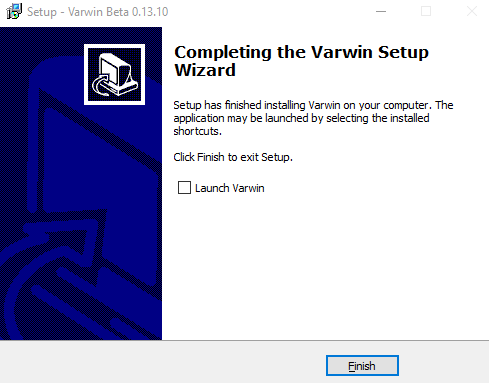 Setup - Varwin Beta 0.13.10
Completing the Varwin Setup
Wizard
Setup has finished installing Varwin on your computer. The
application may be launched by selecting the installed
shortcuts.
Click Finish to exit Setup.
Launch Varwin
Finish